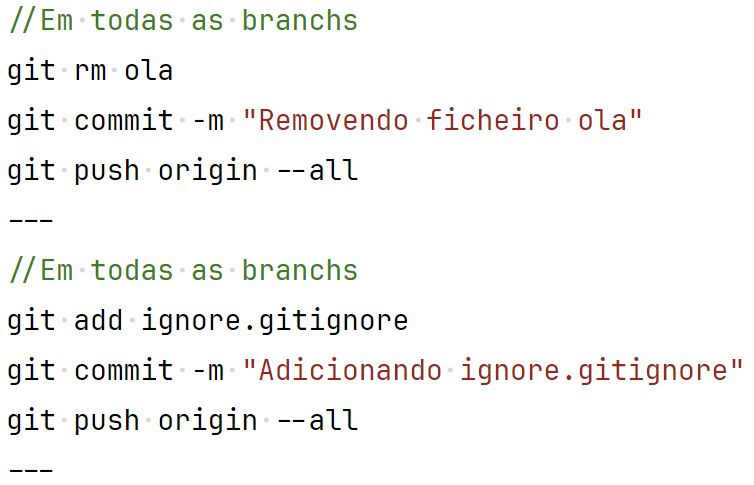 //Em todas as branchs
git rm ola
git commit -m "Removendo ficheiro ola"
git push origin --all
---
//Em todas as branchs
git add ignore.gitignore
git commit -m "Adicionando ignore.gitignore"
git push origin --all
---